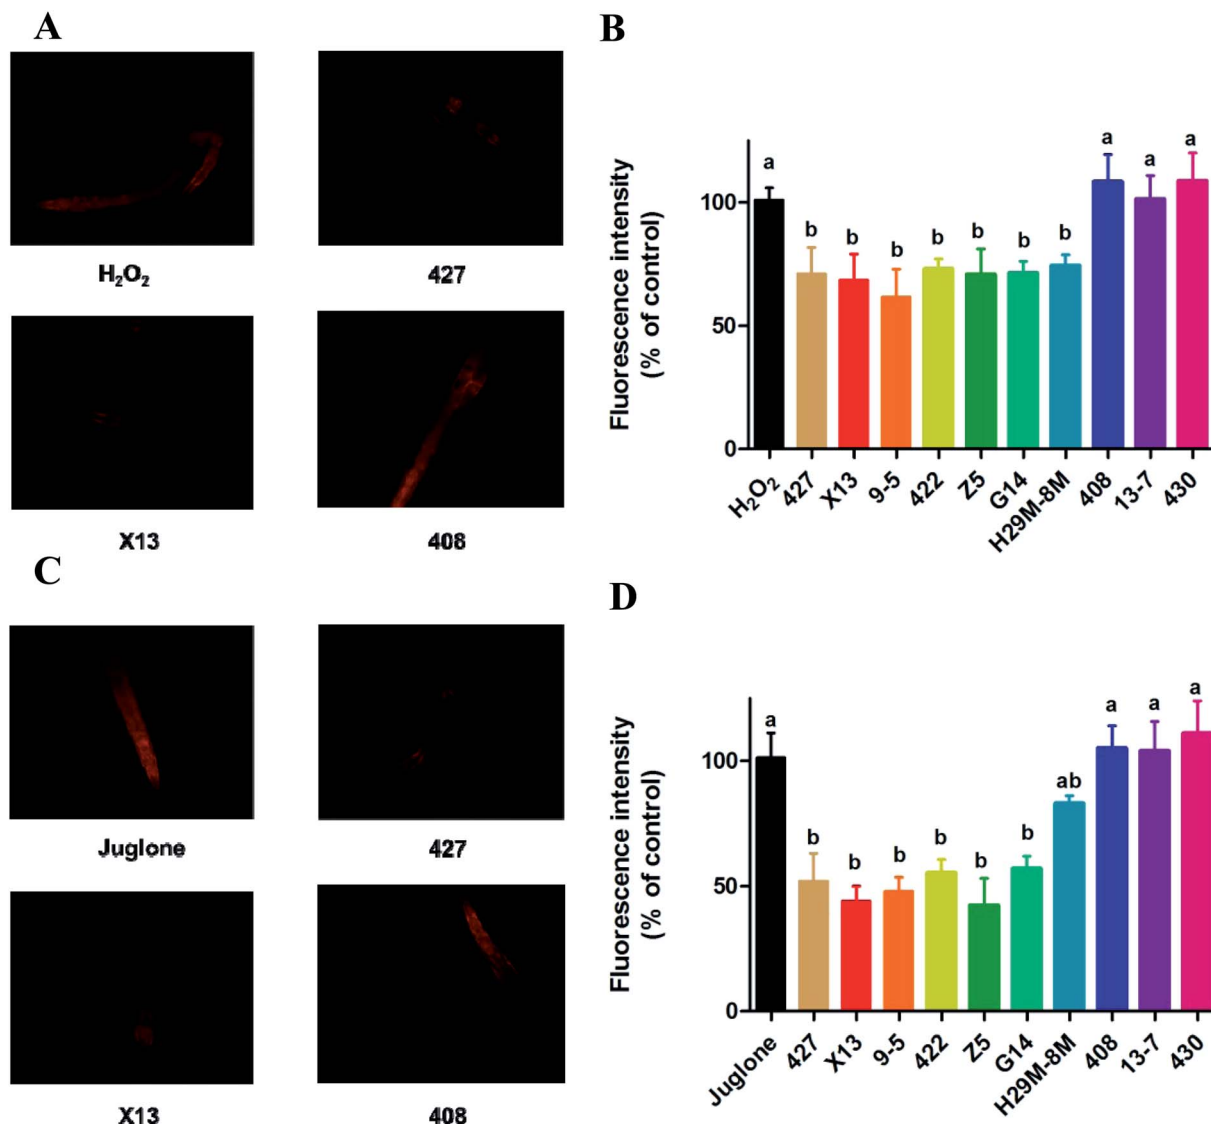 A
H₂O₂
427
X13
408
B
Fluorescence intensity
(% of control)
100
50
0
a
b
b
b
b
b
b
b
a
a
a
H₂O₂
427
X13
9-5
422
Z5
G14
H29M-8M
408
13-7
430
C
Juglone
427
X13
408
D
Fluorescence intensity
(% of control)
100
50
0
a
b
b
b
b
b
b
ab
a
a
a
Juglone
427
X13
9-5
422
Z5
G14
H29M-8M
408
13-7
430